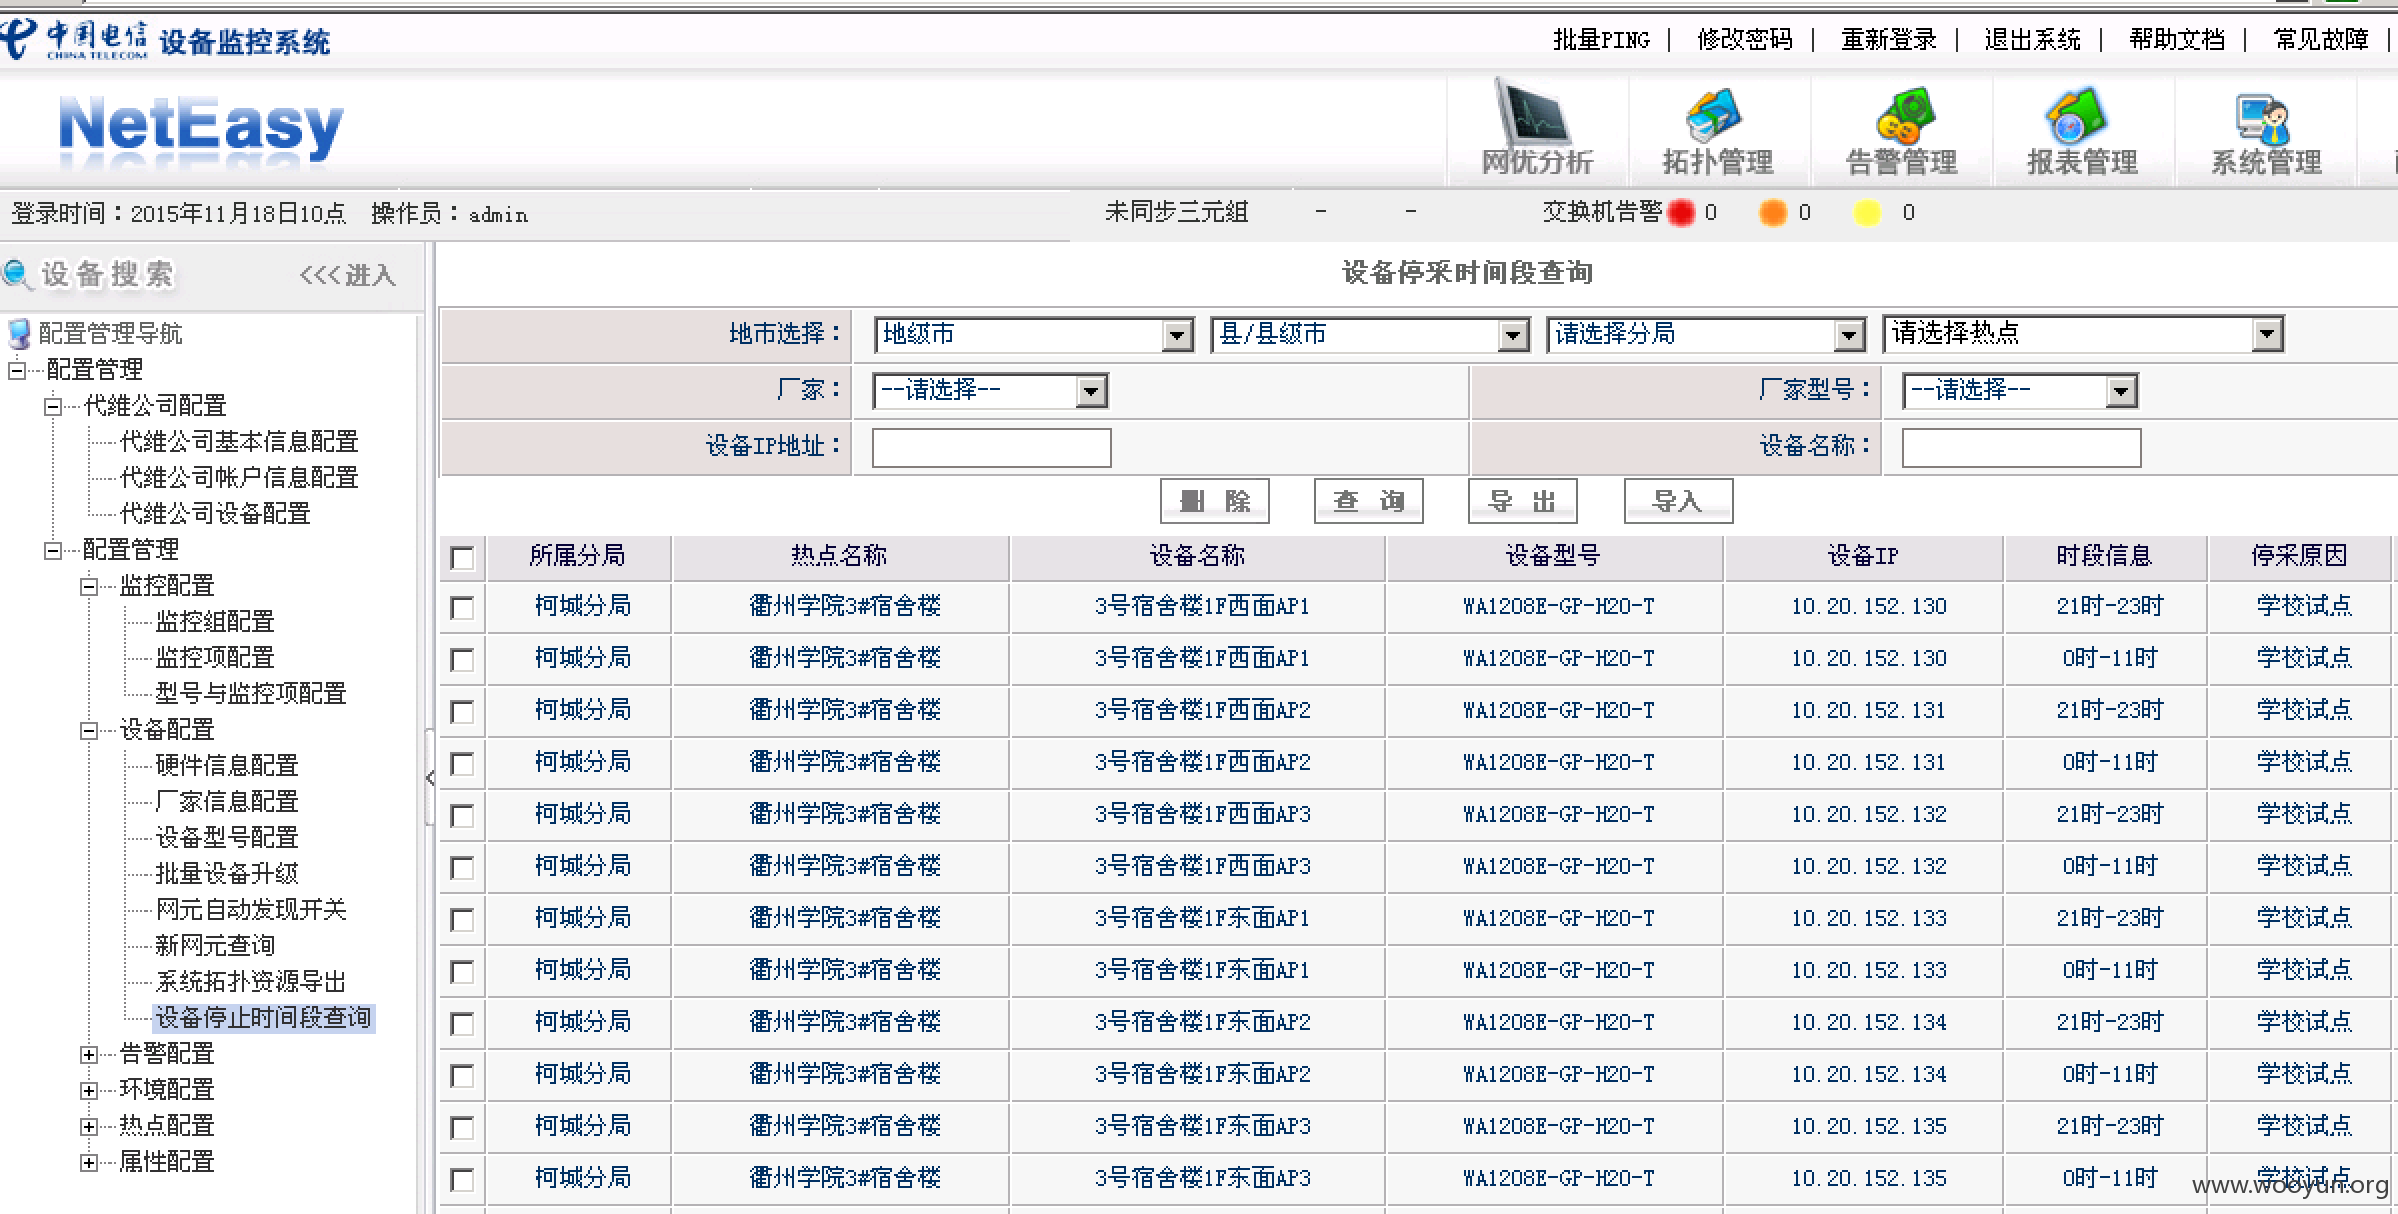 中国电信 CHINA TELECOM 设备监控系统
批量PING | 修改密码 | 重新登录 | 退出系统 | 帮助文档 | 常见故障 |
NetEasy
网优分析 拓扑管理 告警管理 报表管理 系统管理
登录时间：2015年11月18日10点 操作员：admin 未同步三元组 - - 交换机告警 0 0 0
设备搜索 <<<进入
配置管理导航
配置管理
代维公司配置
代维公司基本信息配置
代维公司帐户信息配置
代维公司设备配置
配置管理
监控配置
监控组配置
监控项配置
型号与监控项配置
设备配置
硬件信息配置
厂家信息配置
设备型号配置
批量设备升级
网元自动发现开关
新网元查询
系统拓扑资源导出
设备停止时间段查询
告警配置
环境配置
热点配置
属性配置
设备停采时间段查询
地市选择： 地级市 县/县级市 请选择分局 请选择热点
厂家： --请选择-- 厂家型号： --请选择--
设备IP地址： 设备名称：
删 除 查 询 导 出 导入
所属分局 热点名称 设备名称 设备型号 设备IP 时段信息 停采原因
柯城分局 衢州学院3#宿舍楼 3号宿舍楼1F西面AP1 WA1208E-GP-H20-T 10.20.152.130 21时-23时 学校试点
柯城分局 衢州学院3#宿舍楼 3号宿舍楼1F西面AP1 WA1208E-GP-H20-T 10.20.152.130 0时-11时 学校试点
柯城分局 衢州学院3#宿舍楼 3号宿舍楼1F西面AP2 WA1208E-GP-H20-T 10.20.152.131 21时-23时 学校试点
柯城分局 衢州学院3#宿舍楼 3号宿舍楼1F西面AP2 WA1208E-GP-H20-T 10.20.152.131 0时-11时 学校试点
柯城分局 衢州学院3#宿舍楼 3号宿舍楼1F西面AP3 WA1208E-GP-H20-T 10.20.152.132 21时-23时 学校试点
柯城分局 衢州学院3#宿舍楼 3号宿舍楼1F西面AP3 WA1208E-GP-H20-T 10.20.152.132 0时-11时 学校试点
柯城分局 衢州学院3#宿舍楼 3号宿舍楼1F东面AP1 WA1208E-GP-H20-T 10.20.152.133 21时-23时 学校试点
柯城分局 衢州学院3#宿舍楼 3号宿舍楼1F东面AP1 WA1208E-GP-H20-T 10.20.152.133 0时-11时 学校试点
柯城分局 衢州学院3#宿舍楼 3号宿舍楼1F东面AP2 WA1208E-GP-H20-T 10.20.152.134 21时-23时 学校试点
柯城分局 衢州学院3#宿舍楼 3号宿舍楼1F东面AP2 WA1208E-GP-H20-T 10.20.152.134 0时-11时 学校试点
柯城分局 衢州学院3#宿舍楼 3号宿舍楼1F东面AP3 WA1208E-GP-H20-T 10.20.152.135 21时-23时 学校试点
柯城分局 衢州学院3#宿舍楼 3号宿舍楼1F东面AP3 WA1208E-GP-H20-T 10.20.152.135 0时-11时 学校试点
www.wooyun.org